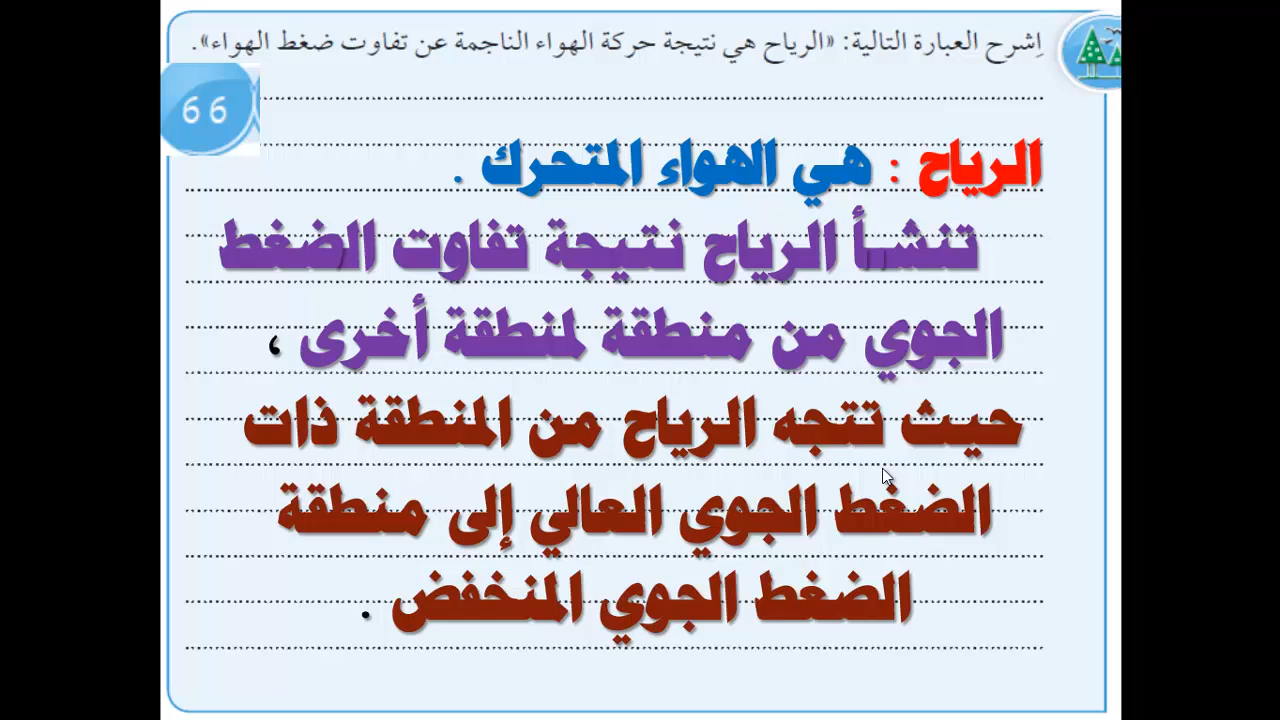 اِشرح العبارة التالية: «الرياح هي نتيجة حركة الهواء الناجمة عن تفاوت ضغط الهواء».
66
الرياح : هي الهواء المتحرك .
تنشـأ الرياح نتيجة تفاوت الضغط
الجوي من منطقة لمنطقة أخرى ،
حيث تتجه الرياح من المنطقة ذات
الضغط الجوي العالي إلى منطقة
الضغط الجوي المنخفض .